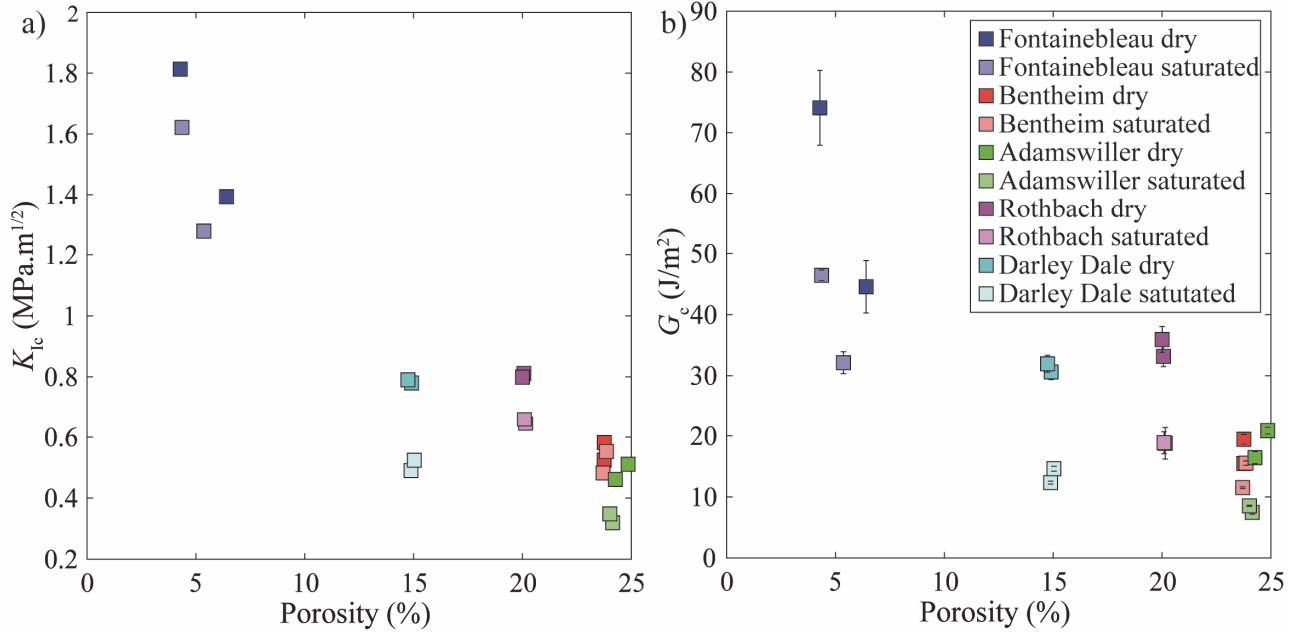 a)
2
1.8
1.6
1.4
1.2
1
0.8
0.6
0.4
0.2
K_Ic (MPa.m^1/2)
0 5 10 15 20 25
Porosity (%)
b)
90
80
70
60
50
40
30
20
10
0
G_c (J/m²)
0 5 10 15 20 25
Porosity (%)
Fontainebleau dry
Fontainebleau saturated
Bentheim dry
Bentheim saturated
Adamswiller dry
Adamswiller saturated
Rothbach dry
Rothbach saturated
Darley Dale dry
Darley Dale satutated